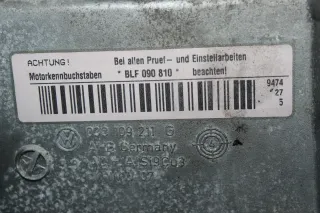 ACHTUNG! Bei allen Pruef- und Einstellarbeiten
Motorkennbuchstaben * BLF 090 810 * beachten!
9474
27
5
Germany